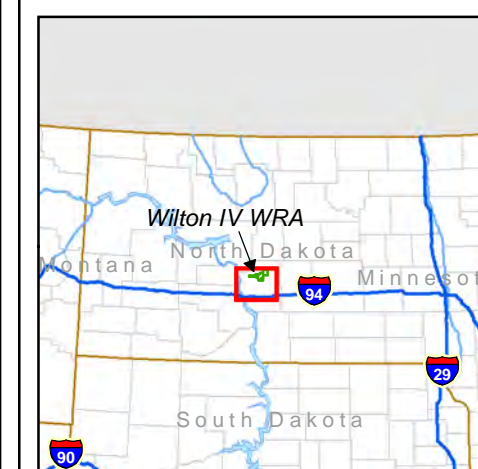 Wilton IV WRA
North Dakota
Montana
Minnesot
94
29
South Dakota
90